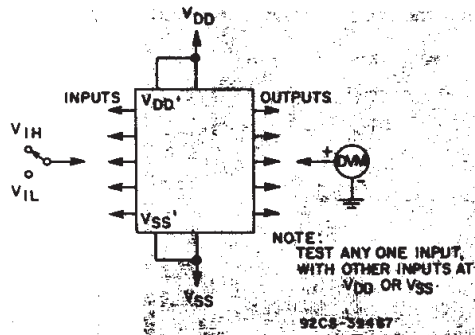 VDD
INPUTS
VDD'
OUTPUTS
VIH
VIL
+
DVM
-
VSS'
VSS
NOTE:
TEST ANY ONE INPUT,
WITH OTHER INPUTS AT
VDD OR VSS.
92CS-39467